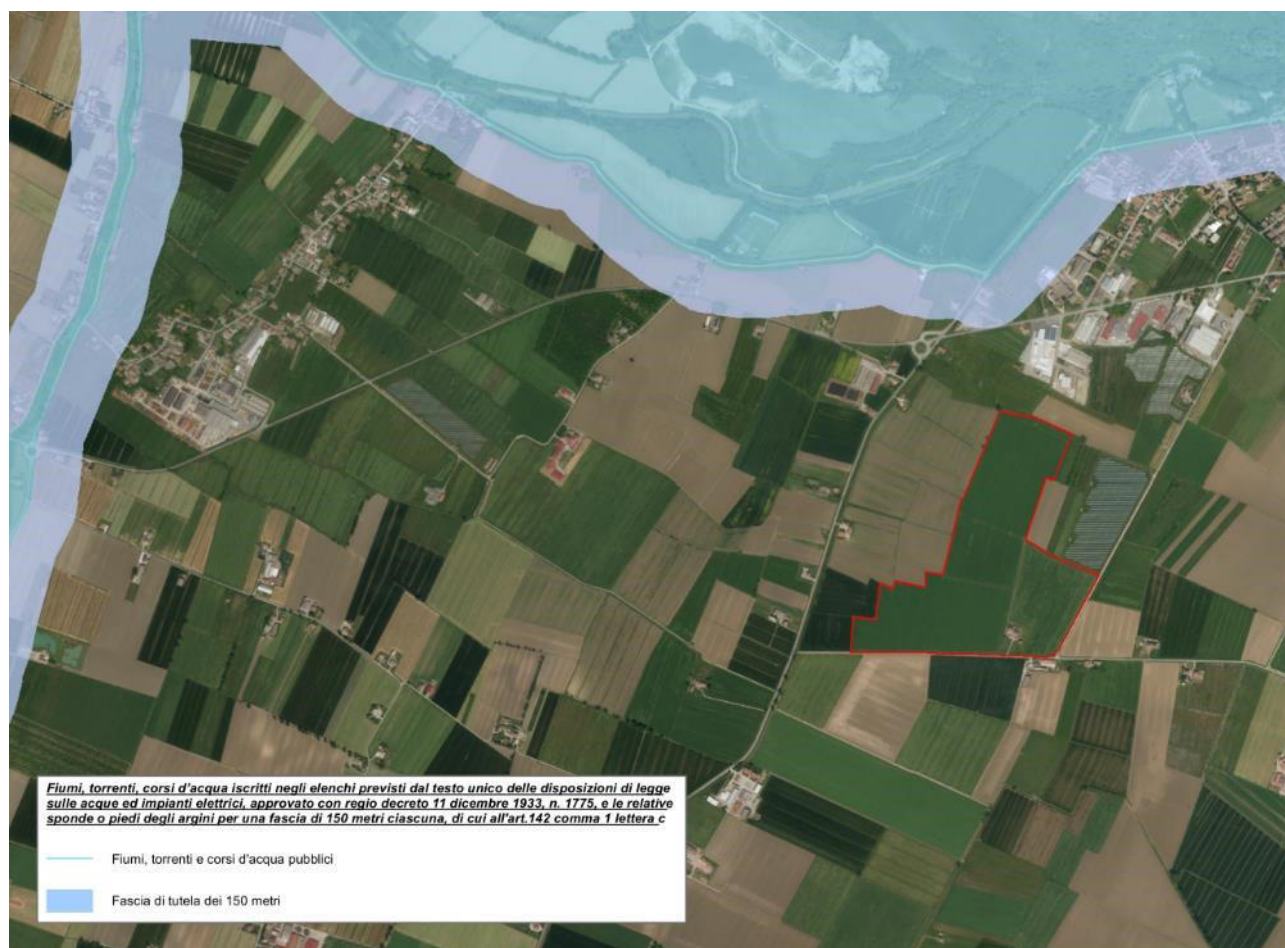 Fiumi, torrenti, corsi d'acqua iscritti negli elenchi previsti dal testo unico delle disposizioni di legge
sulle acque ed impianti elettrici, approvato con regio decreto 11 dicembre 1933, n. 1775, e le relative
sponde o piedi degli argini per una fascia di 150 metri ciascuna, di cui all'art.142 comma 1 lettera c
Fiumi, torrenti e corsi d'acqua pubblici
Fascia di tutela dei 150 metri